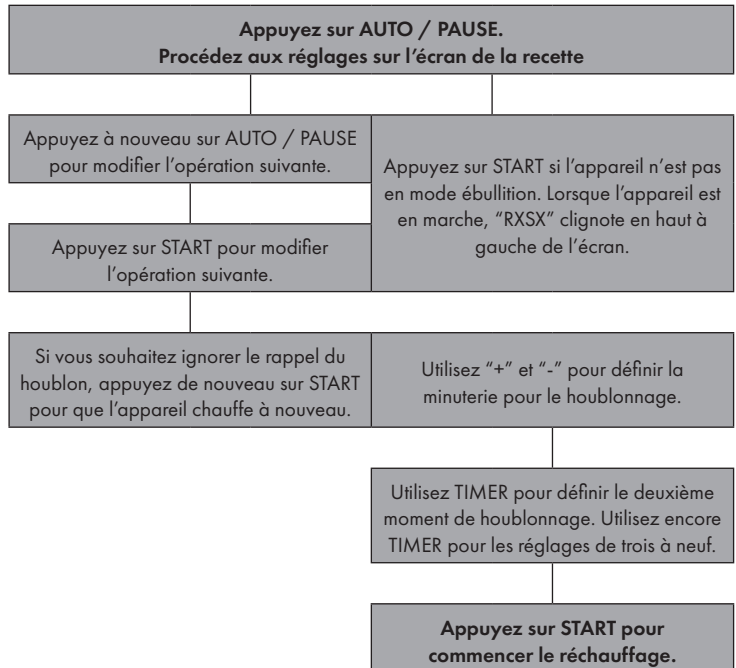 Appuyez sur AUTO / PAUSE.
Procédez aux réglages sur l’écran de la recette
Appuyez à nouveau sur AUTO / PAUSE
pour modifier l’opération suivante.
Appuyez sur START si l’appareil n’est pas
en mode ébullition. Lorsque l’appareil est
en marche, “RXSX” clignote en haut à
gauche de l’écran.
Appuyez sur START pour modifier
l’opération suivante.
Si vous souhaitez ignorer le rappel du
houblon, appuyez de nouveau sur START
pour que l’appareil chauffe à nouveau.
Utilisez “+” et “-” pour définir la
minuterie pour le houblonnage.
Utilisez TIMER pour définir le deuxième
moment de houblonnage. Utilisez encore
TIMER pour les réglages de trois à neuf.
Appuyez sur START pour
commencer le réchauffage.